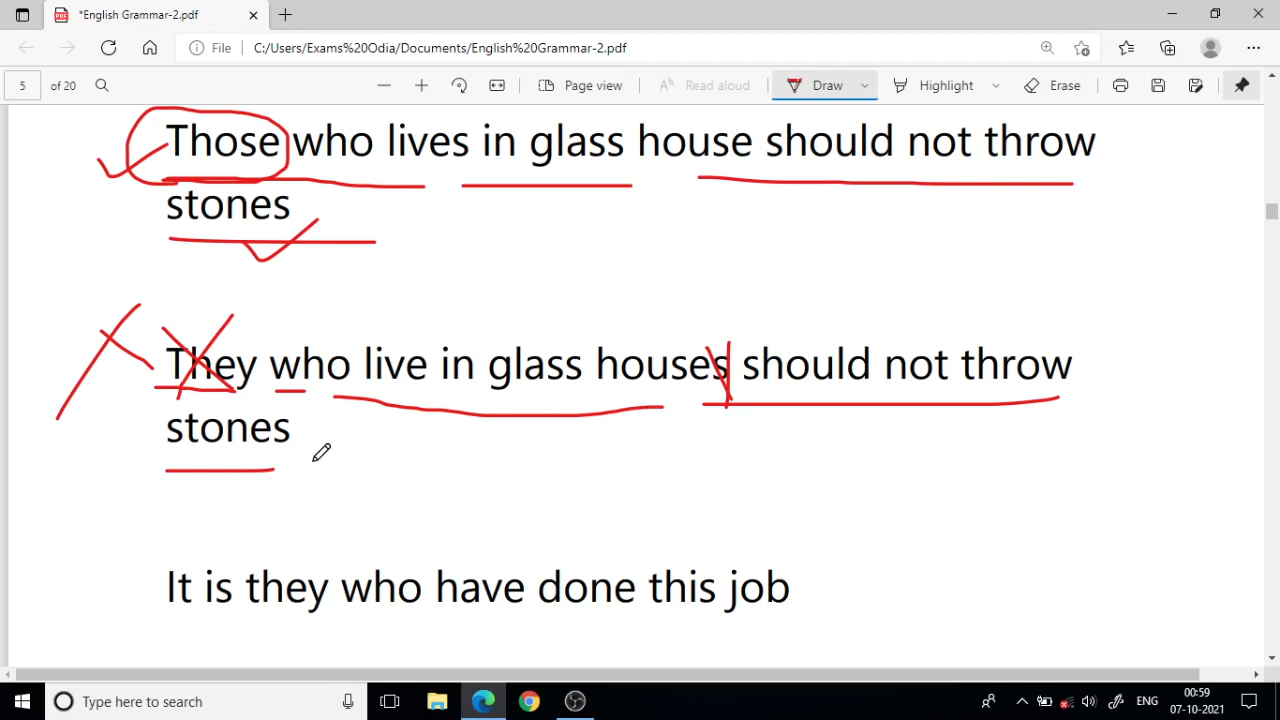 *English Grammar-2.pdf
File C:/Users/Exams%20Odia/Documents/English%20Grammar-2.pdf
5 of 20 Page view Read aloud Draw Highlight Erase
Those who lives in glass house should not throw
stones
They who live in glass houses should not throw
stones
It is they who have done this job
Type here to search ENG 00:59
07-10-2021